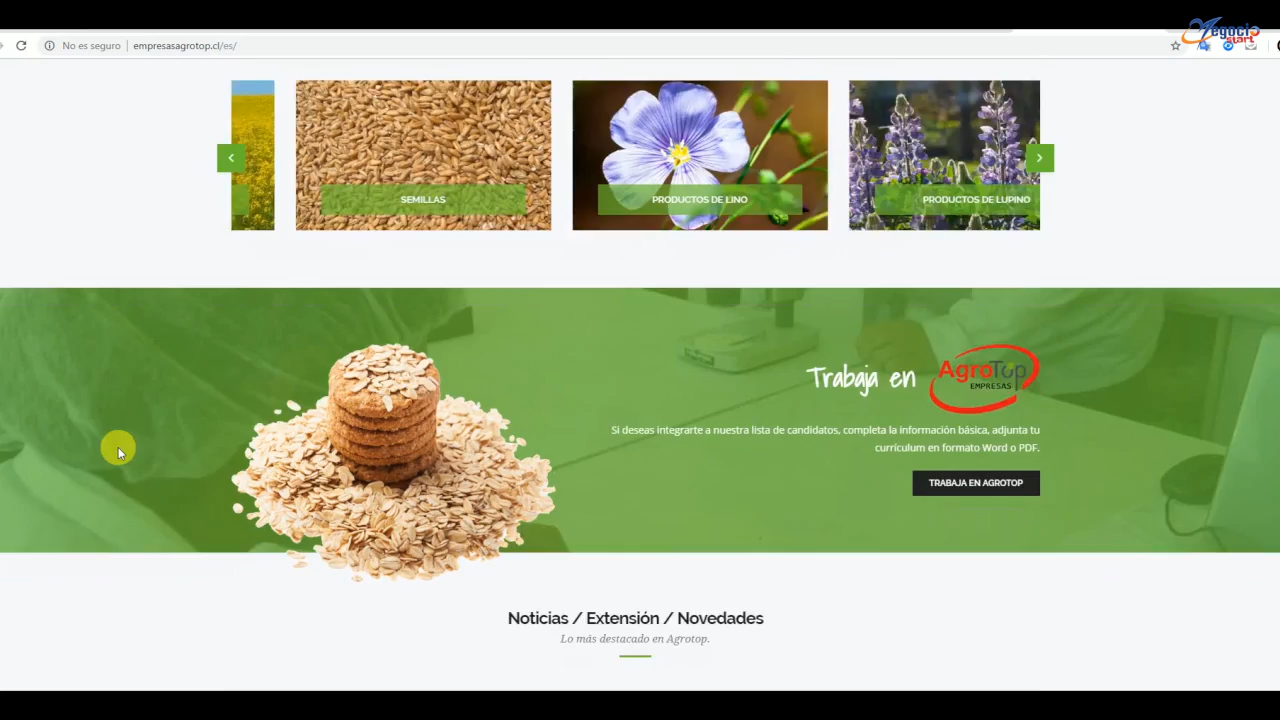 Negocio
start
No es seguro
empresasagrotop.cl/es/
SEMILLAS
PRODUCTOS DE LINO
PRODUCTOS DE LUPINO
Trabaja en
AgroTop
EMPRESAS
Si deseas integrarte a nuestra lista de candidatos, completa la información básica, adjunta tu
currículum en formato Word o PDF.
TRABAJA EN AGROTOP
Noticias / Extensión / Novedades
Lo más destacado en Agrotop.